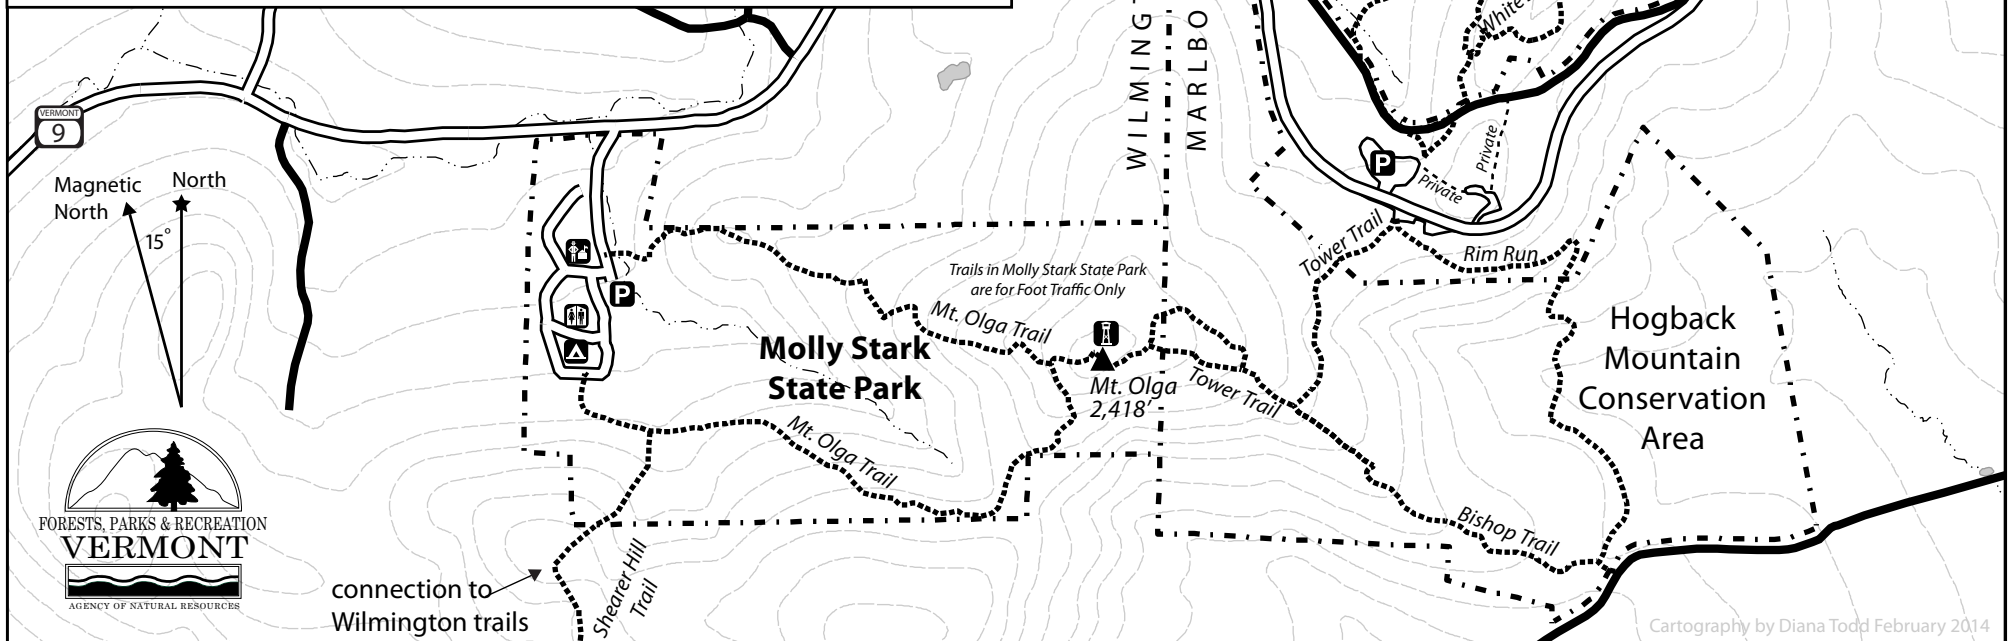 WILMING
MARLBO
White
VERMONT
9
Magnetic
North
North
15°
P
Private
Private
Tower Trail
Rim Run
Trails in Molly Stark State Park
are for Foot Traffic Only
P
Mt. Olga Trail
Molly Stark
State Park
Mt. Olga
2,418'
Tower Trail
Hogback
Mountain
Conservation
Area
Mt. Olga Trail
Bishop Trail
FORESTS, PARKS & RECREATION
VERMONT
AGENCY OF NATURAL RESOURCES
connection to
Wilmington trails
Shearer Hill
Trail
Cartography by Diana Todd February 2014